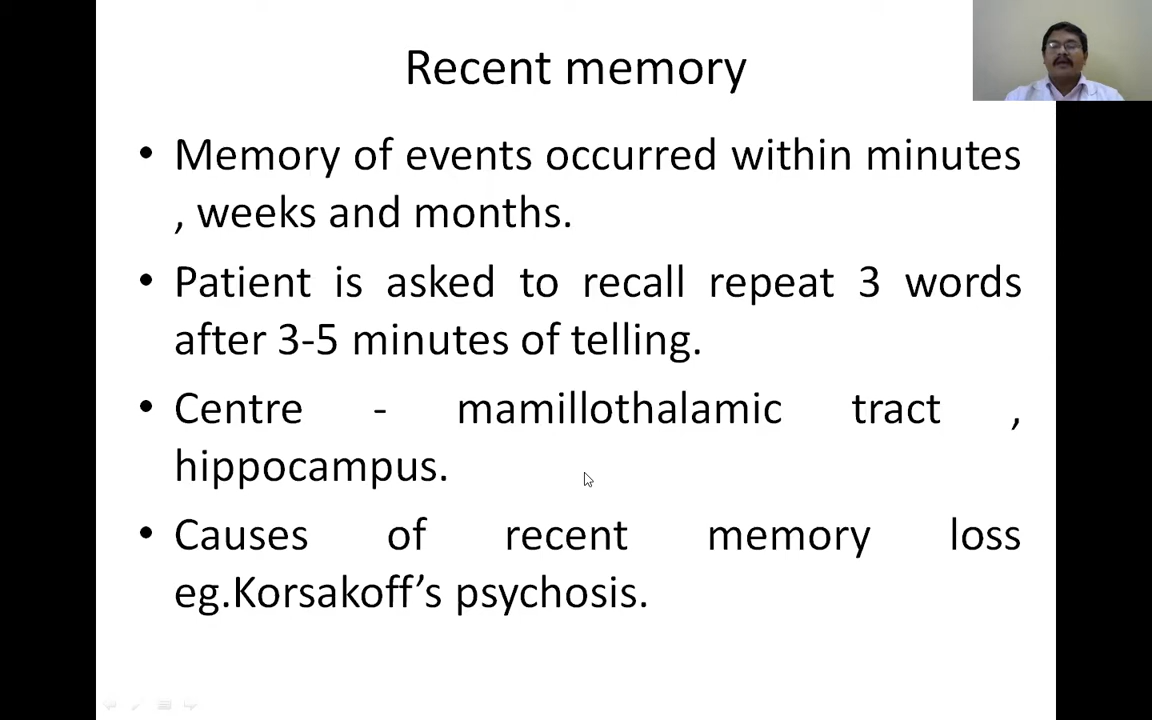 Recent memory
• Memory of events occurred within minutes
, weeks and months.
• Patient is asked to recall repeat 3 words
after 3-5 minutes of telling.
• Centre - mamillothalamic tract ,
hippocampus.
• Causes of recent memory loss
eg.Korsakoff’s psychosis.